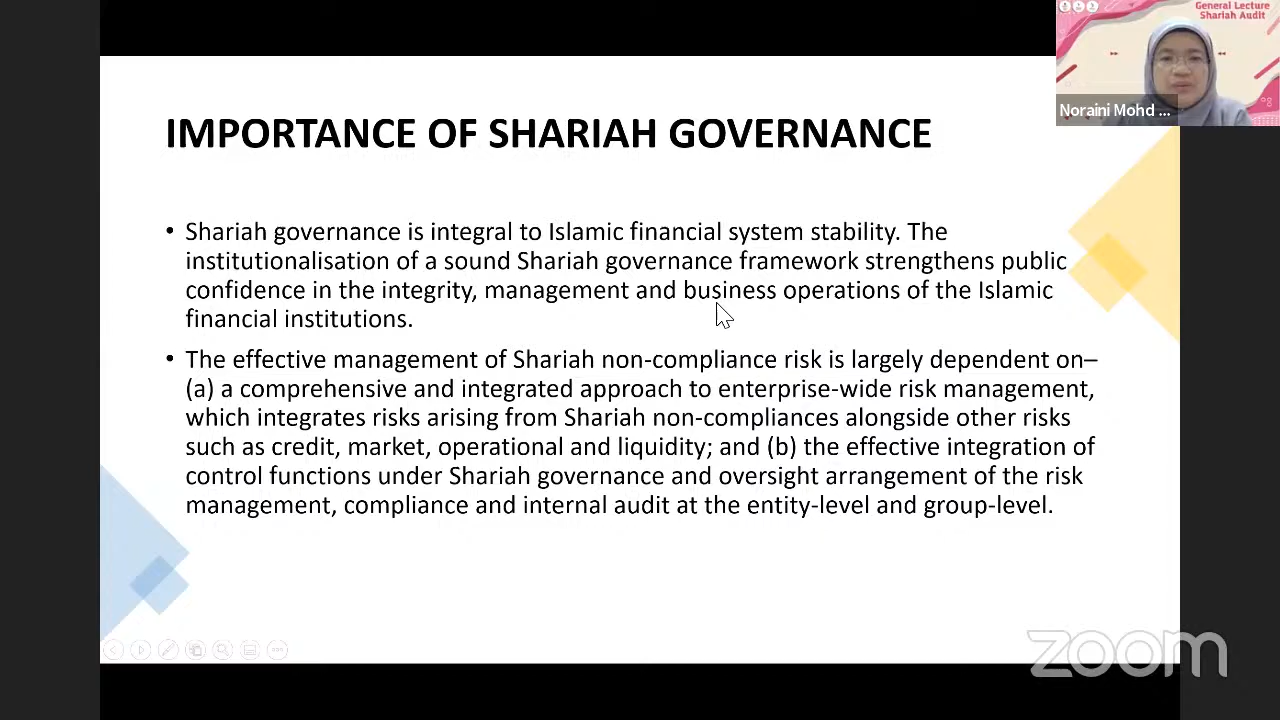 General Lecture
Shariah Audit
Noraini Mohd ...
IMPORTANCE OF SHARIAH GOVERNANCE
• Shariah governance is integral to Islamic financial system stability. The
institutionalisation of a sound Shariah governance framework strengthens public
confidence in the integrity, management and business operations of the Islamic
financial institutions.
• The effective management of Shariah non-compliance risk is largely dependent on–
(a) a comprehensive and integrated approach to enterprise-wide risk management,
which integrates risks arising from Shariah non-compliances alongside other risks
such as credit, market, operational and liquidity; and (b) the effective integration of
control functions under Shariah governance and oversight arrangement of the risk
management, compliance and internal audit at the entity-level and group-level.
zoom